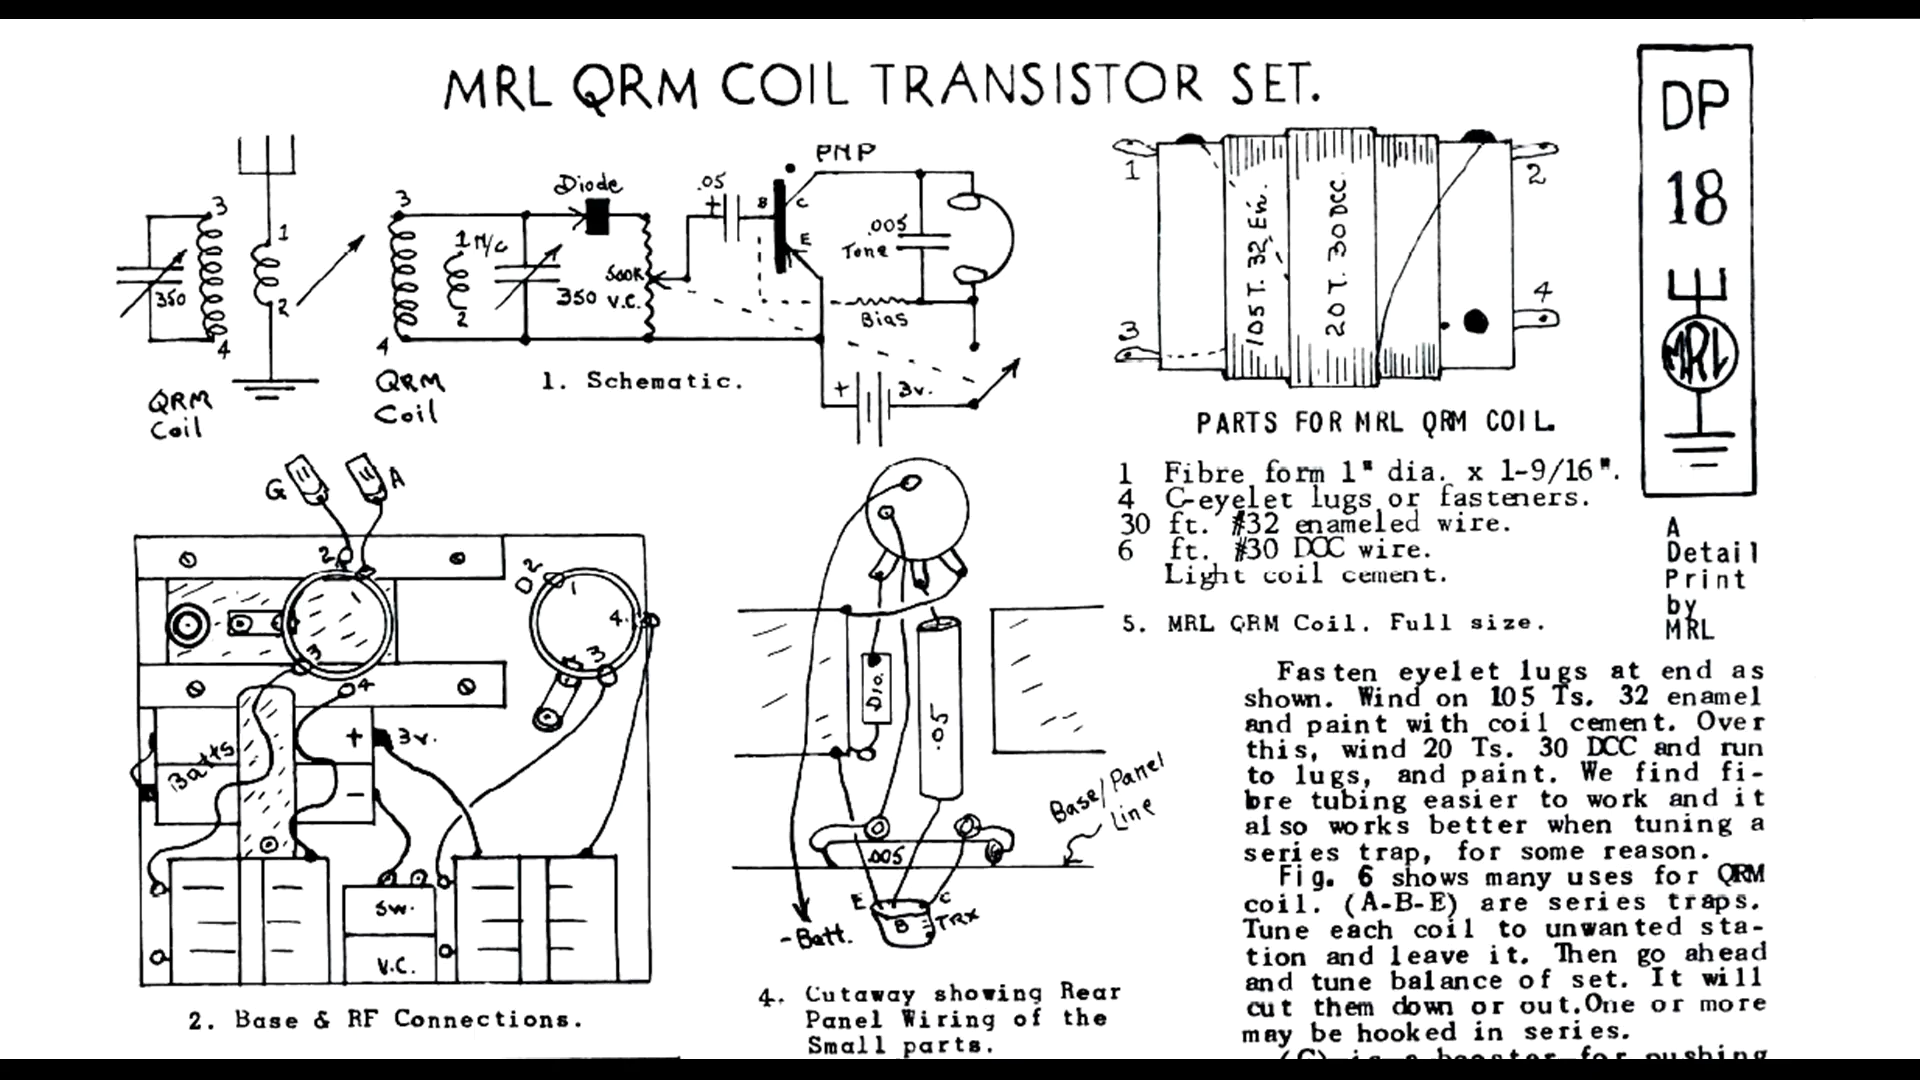 MRL QRM COIL TRANSISTOR SET.
DP
18
MRL
A
Detail
Print
by
MRL
3
1
350
2
4
QRM
Coil
3
1 N/C
2
4
QRM
Coil
Diode
350
500K
V.C.
.05
+
B
C
E
PNP
.005
Tone
Bias
+
3v.
1. Schematic.
1
2
3
4
105 T. 32 En.
20 T. 30 DCC.
PARTS FOR MRL QRM COIL.
1 Fibre form 1" dia. x 1-9/16".
4 C-eyelet lugs or fasteners.
30 ft. #32 enameled wire.
6 ft. #30 DCC wire.
Light coil cement.
5. MRL QRM Coil. Full size.
G
A
2
1
3
4
D2
1
4
3
Batts
+
3v.
-
Sw.
V.C.
2. Base & RF Connections.
Dio.
.05
.005
Base/Panel
Line
E
B
C
TRX
-Batt.
4. Cutaway showing Rear
Panel Wiring of the
Small parts.
Fasten eyelet lugs at end as
shown. Wind on 105 Ts. 32 enamel
and paint with coil cement. Over
this, wind 20 Ts. 30 DCC and run
to lugs, and paint. We find fi-
bre tubing easier to work and it
also works better when tuning a
series trap, for some reason.
Fig. 6 shows many uses for QRM
coil. (A-B-E) are series traps.
Tune each coil to unwanted sta-
tion and leave it. Then go ahead
and tune balance of set. It will
cut them down or out.One or more
may be hooked in series.
(C) is a booster for pushing